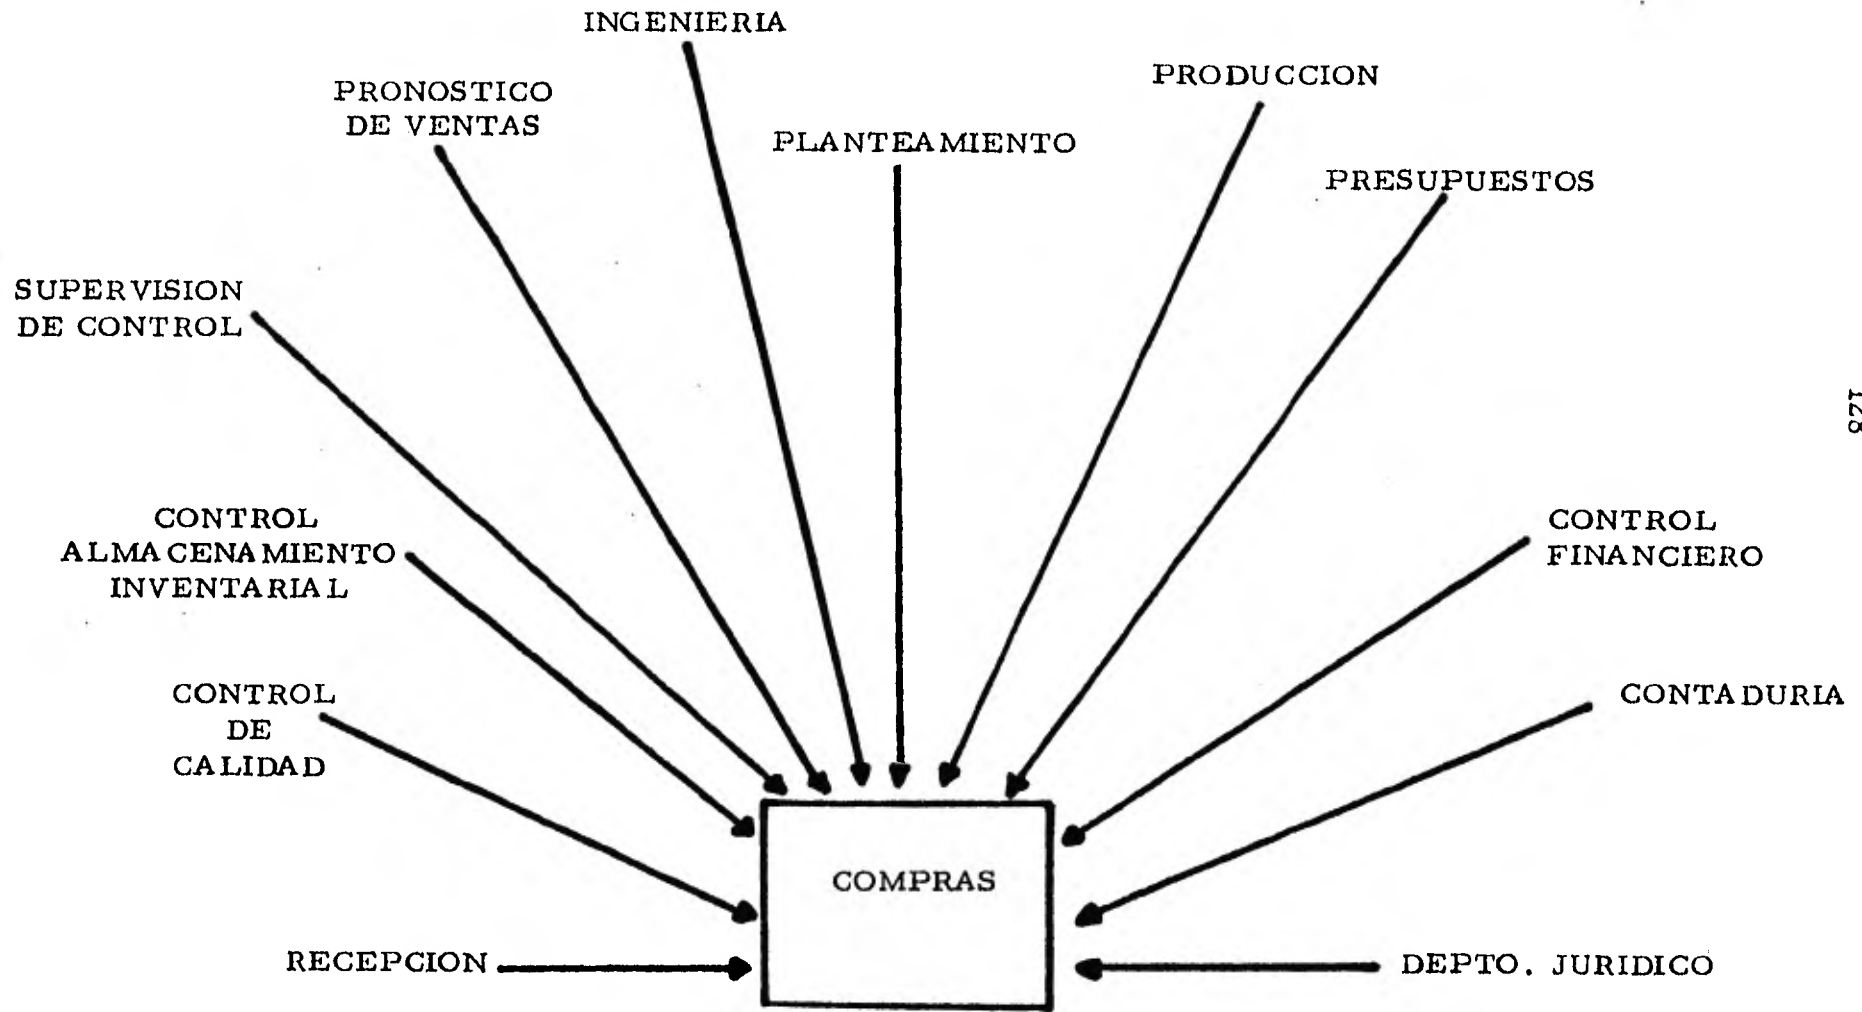 INGENIERIA
PRODUCCION
PRONOSTICO
DE VENTAS
PLANTEAMIENTO
PRESUPUESTOS
SUPERVISION
DE CONTROL
128
CONTROL
ALMACENAMIENTO
INVENTARIAL
CONTROL
FINANCIERO
CONTROL
DE
CALIDAD
CONTADURIA
COMPRAS
RECEPCION
DEPTO. JURIDICO